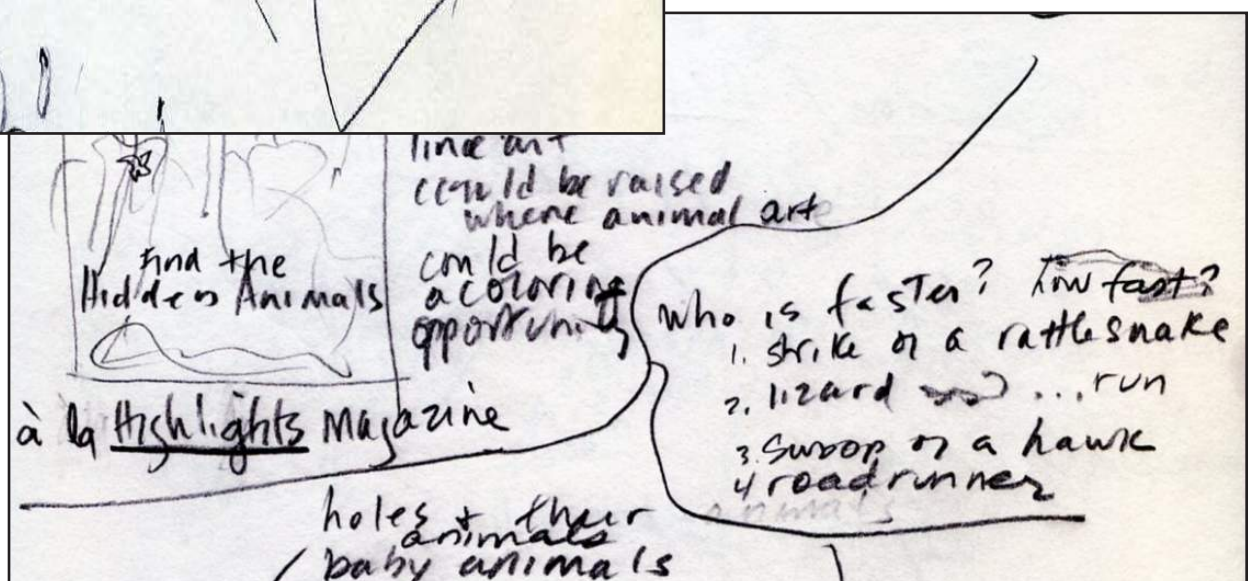 line art
could be raised
where animal art
could be
a coloring
opportunity
Find the
Hidden Animals
à la Highlights Magazine
who is faster? How fast?
1. strike of a rattlesnake
2. lizard ... run
3. swoop of a hawk
4 roadrunner
animals
holes + their
animals
baby animals